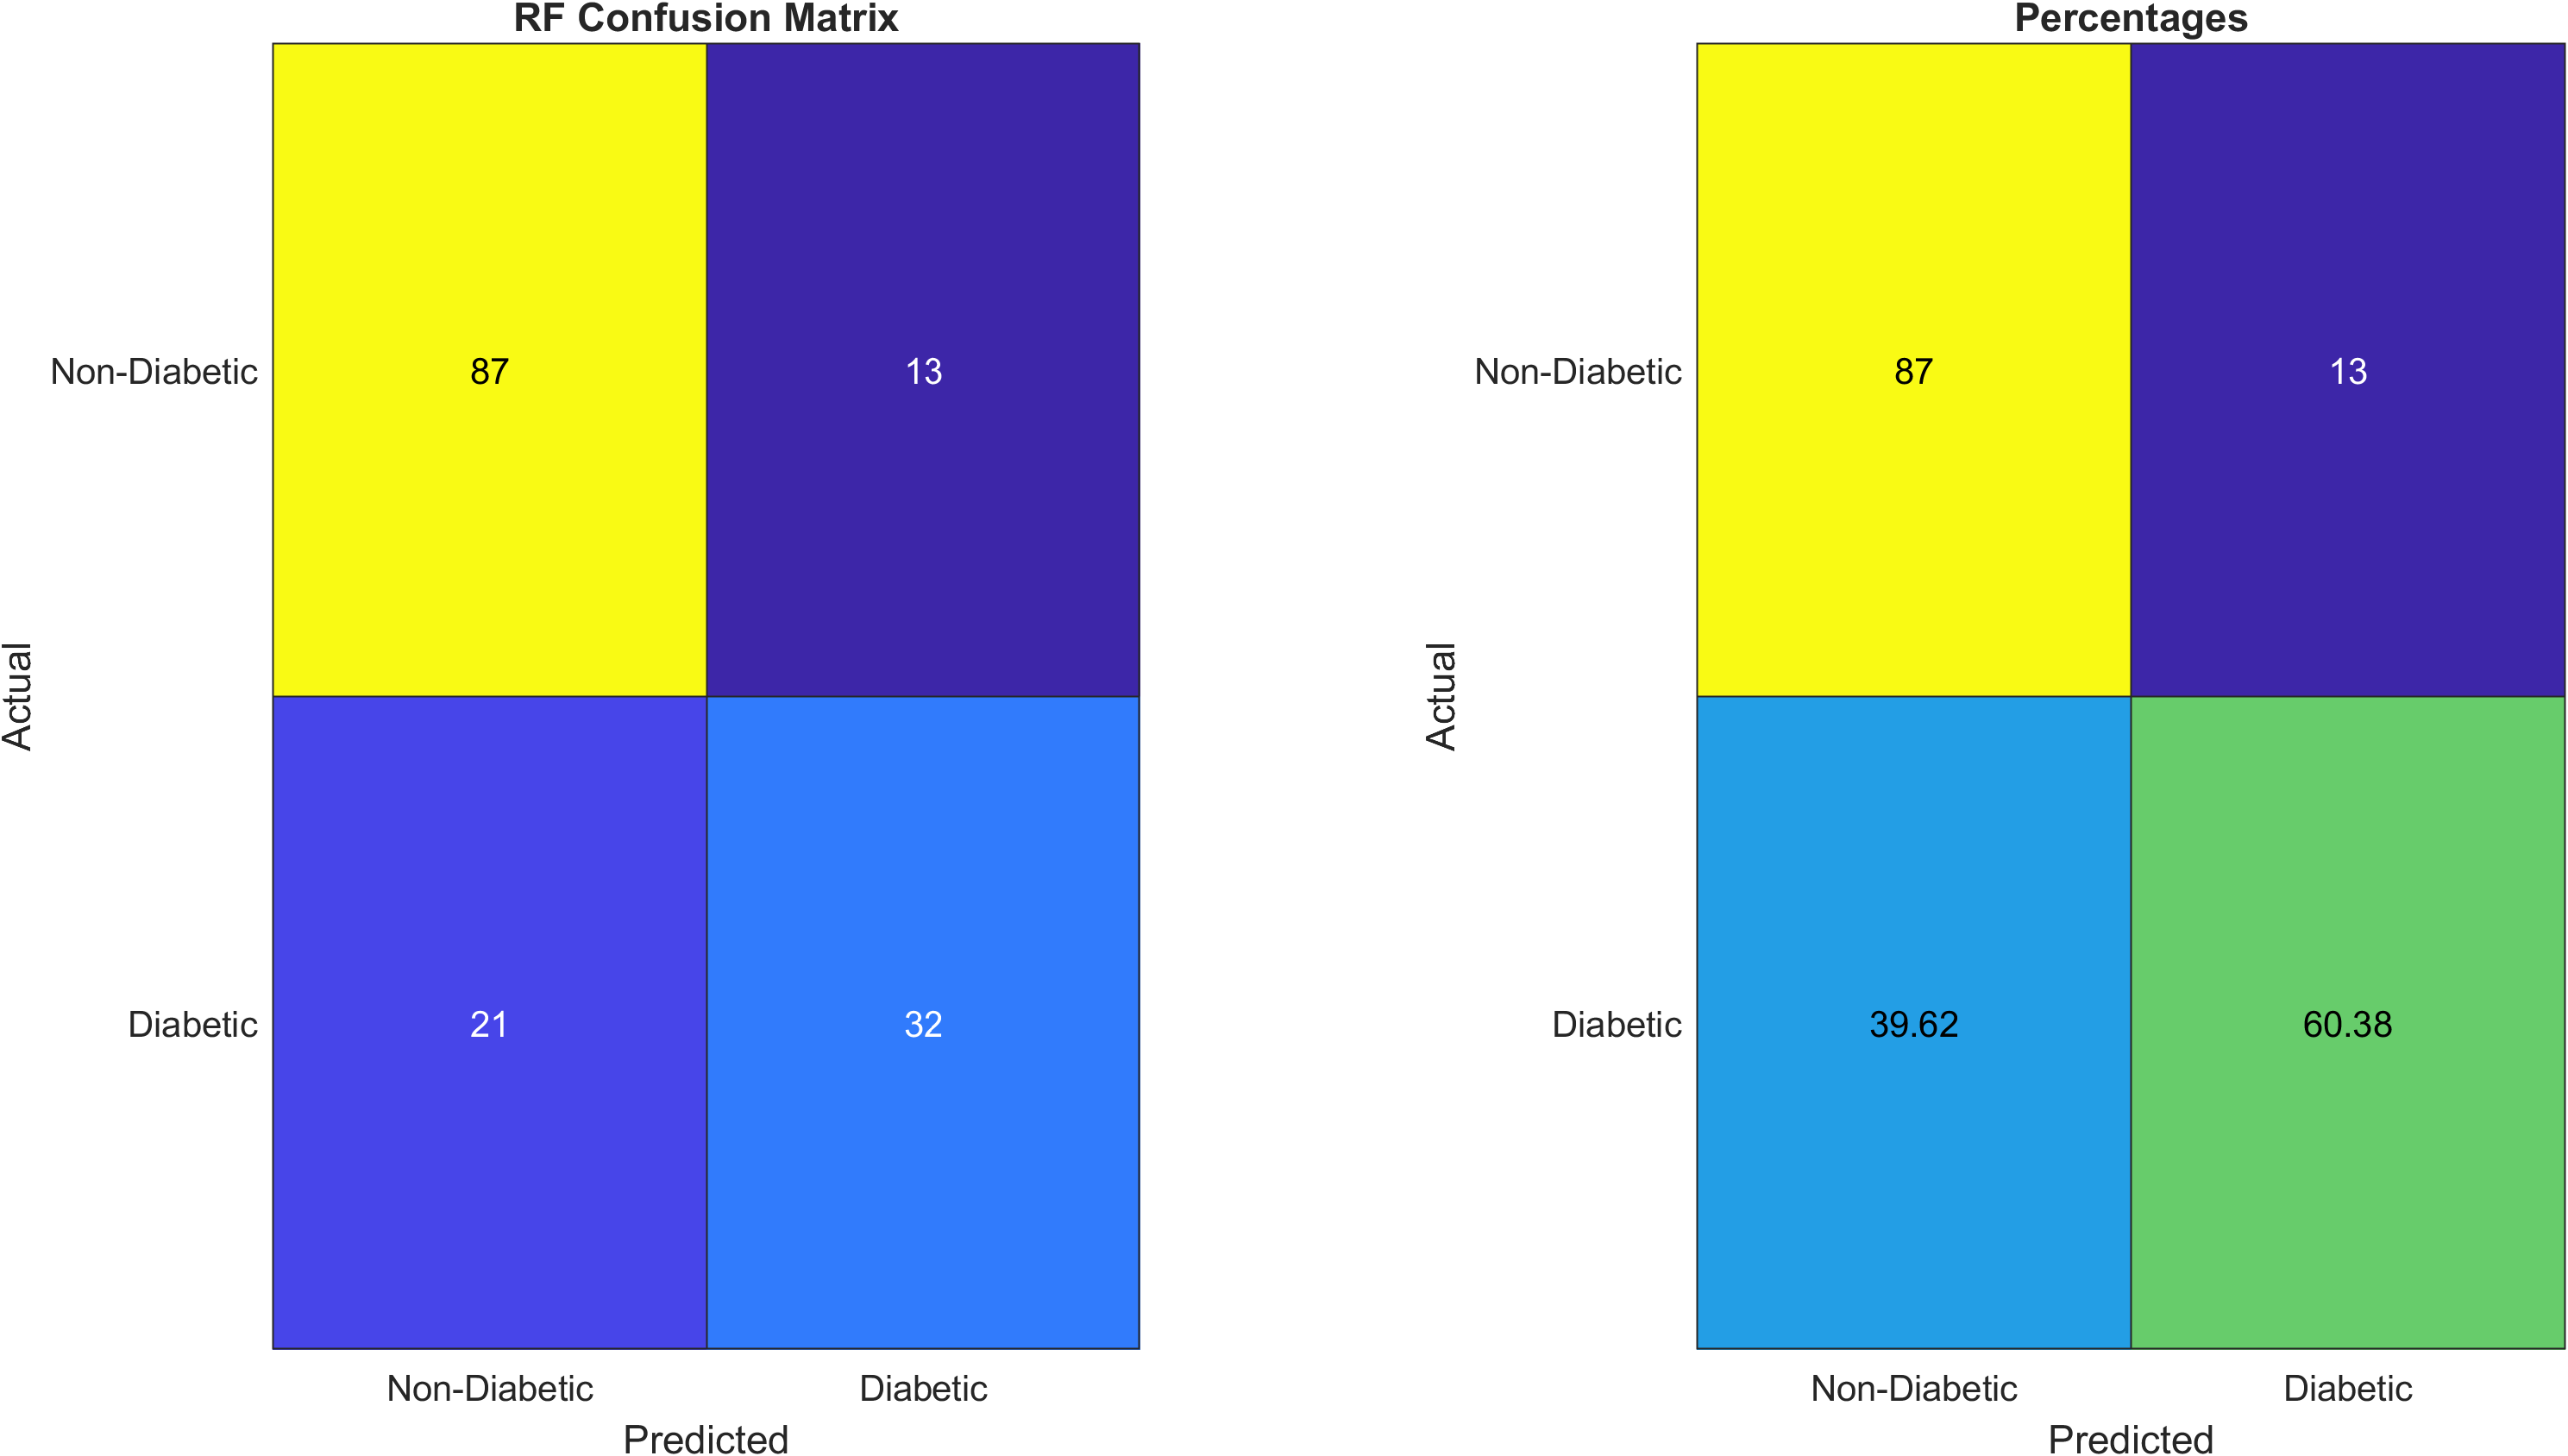 RF Confusion Matrix
Actual
Non-Diabetic
87
13
Diabetic
21
32
Non-Diabetic
Diabetic
Predicted
Percentages
Actual
Non-Diabetic
87
13
Diabetic
39.62
60.38
Non-Diabetic
Diabetic
Predicted